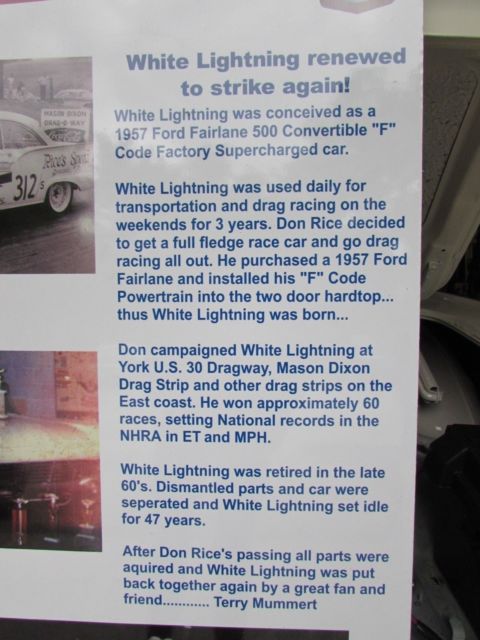 White Lightning renewed
to strike again!
White Lightning was conceived as a
1957 Ford Fairlane 500 Convertible "F"
Code Factory Supercharged car.
White Lightning was used daily for
transportation and drag racing on the
weekends for 3 years. Don Rice decided
to get a full fledge race car and go drag
racing all out. He purchased a 1957 Ford
Fairlane and installed his "F" Code
Powertrain into the two door hardtop...
thus White Lightning was born...
Don campaigned White Lightning at
York U.S. 30 Dragway, Mason Dixon
Drag Strip and other drag strips on the
East coast. He won approximately 60
races, setting National records in the
NHRA in ET and MPH.
White Lightning was retired in the late
60's. Dismantled parts and car were
seperated and White Lightning set idle
for 47 years.
After Don Rice's passing all parts were
aquired and White Lightning was put
back together again by a great fan and
friend............ Terry Mummert
MASON DIXON
DRAG-O-WAY
Rice's
312 S